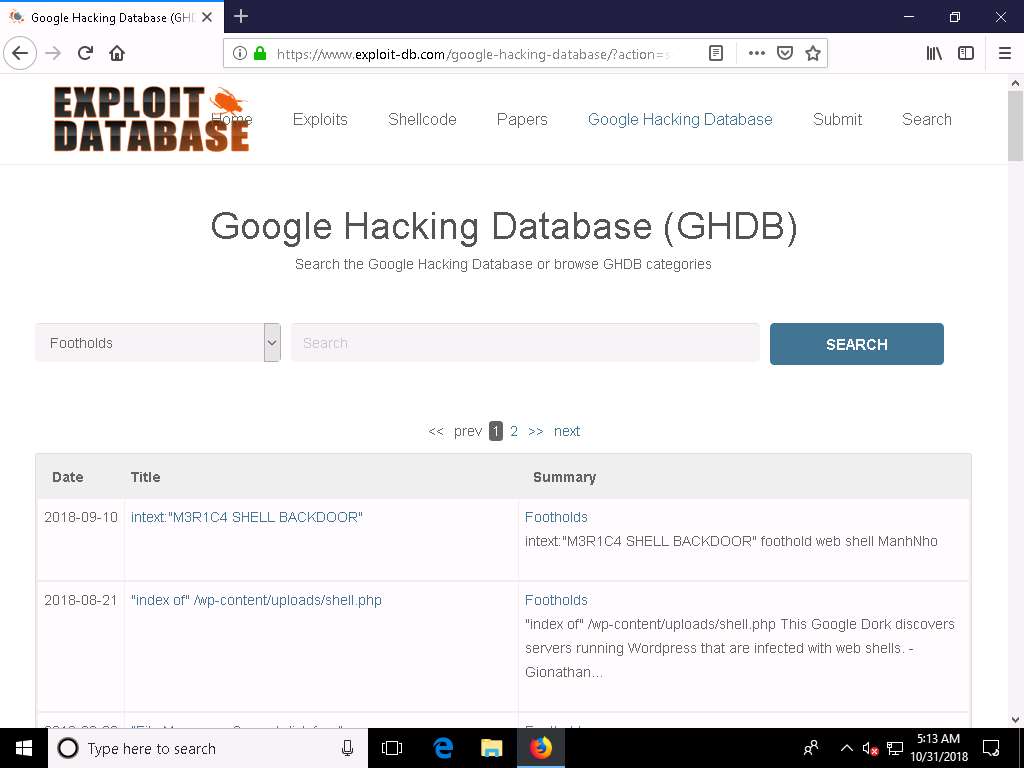 Google Hacking Database (GHD
https://www.exploit-db.com/google-hacking-database/?action=s
EXPLOIT DATABASE
Home Exploits Shellcode Papers Google Hacking Database Submit Search
Google Hacking Database (GHDB)
Search the Google Hacking Database or browse GHDB categories
Footholds Search SEARCH
<< prev 1 2 >> next
Date Title Summary
2018-09-10 intext:"M3R1C4 SHELL BACKDOOR" Footholds
intext:"M3R1C4 SHELL BACKDOOR" foothold web shell ManhNho
2018-08-21 "index of" /wp-content/uploads/shell.php Footholds
"index of" /wp-content/uploads/shell.php This Google Dork discovers
servers running Wordpress that are infected with web shells. -
Gionathan...
Type here to search
5:13 AM
10/31/2018